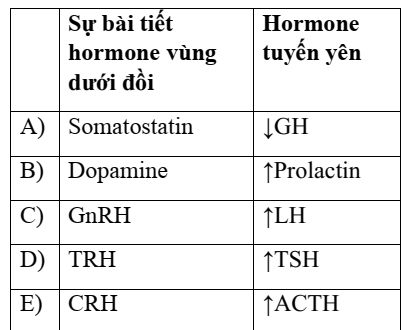 Sự bài tiết hormone vùng dưới đồi
Hormone tuyến yên
A) Somatostatin ↓GH
B) Dopamine ↑Prolactin
C) GnRH ↑LH
D) TRH ↑TSH
E) CRH ↑ACTH